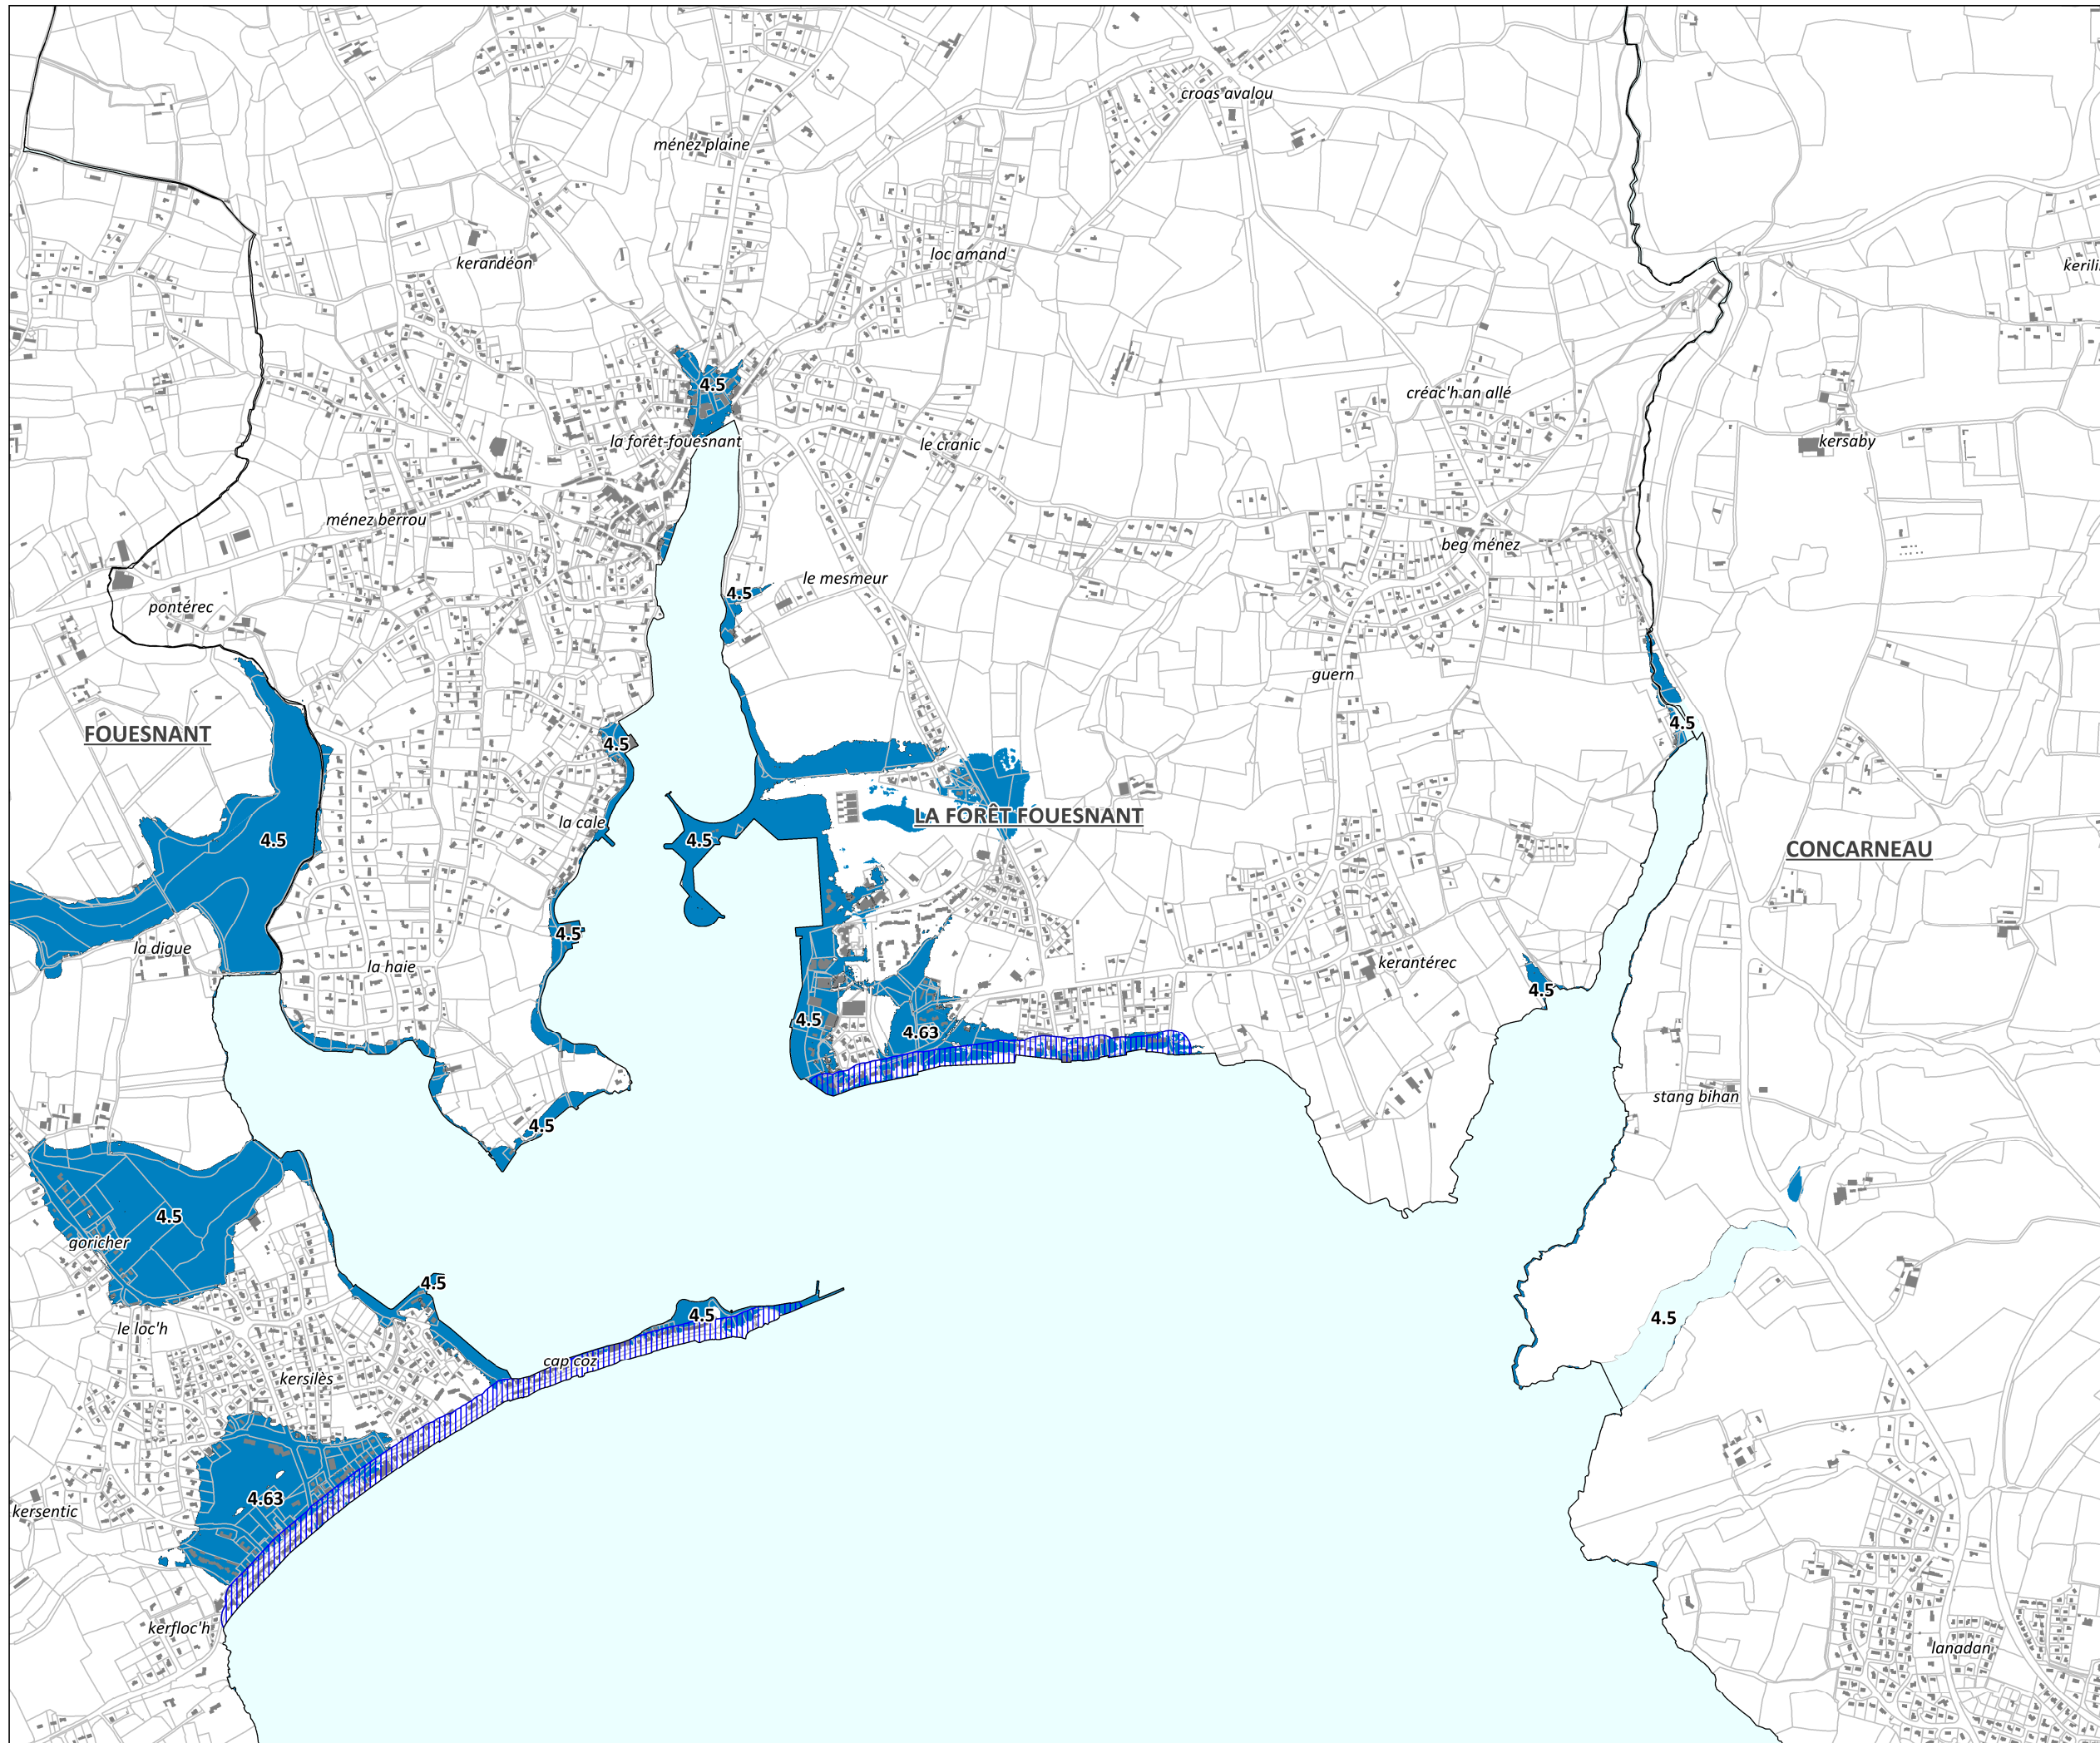 croas avalou
ménez plaine
loc amand
kerandéon
4.5
créac'h an allé
la forêt-fouesnant
le cranic
kersaby
ménez berrou
beg ménez
le mesmeur
4.5
pontérec
guern
4.5
FOUESNANT
4.5
LA FORÊT FOUESNANT
la cale
4.5
4.5
CONCARNEAU
4.5
la digue
la haie
kerantérec
4.5
4.5
4.63
stang bihan
4.5
4.5
goricher
4.5
4.5
4.5
le loc'h
cap coz
kersilès
4.63
kersentic
kerfloc'h
lanadan